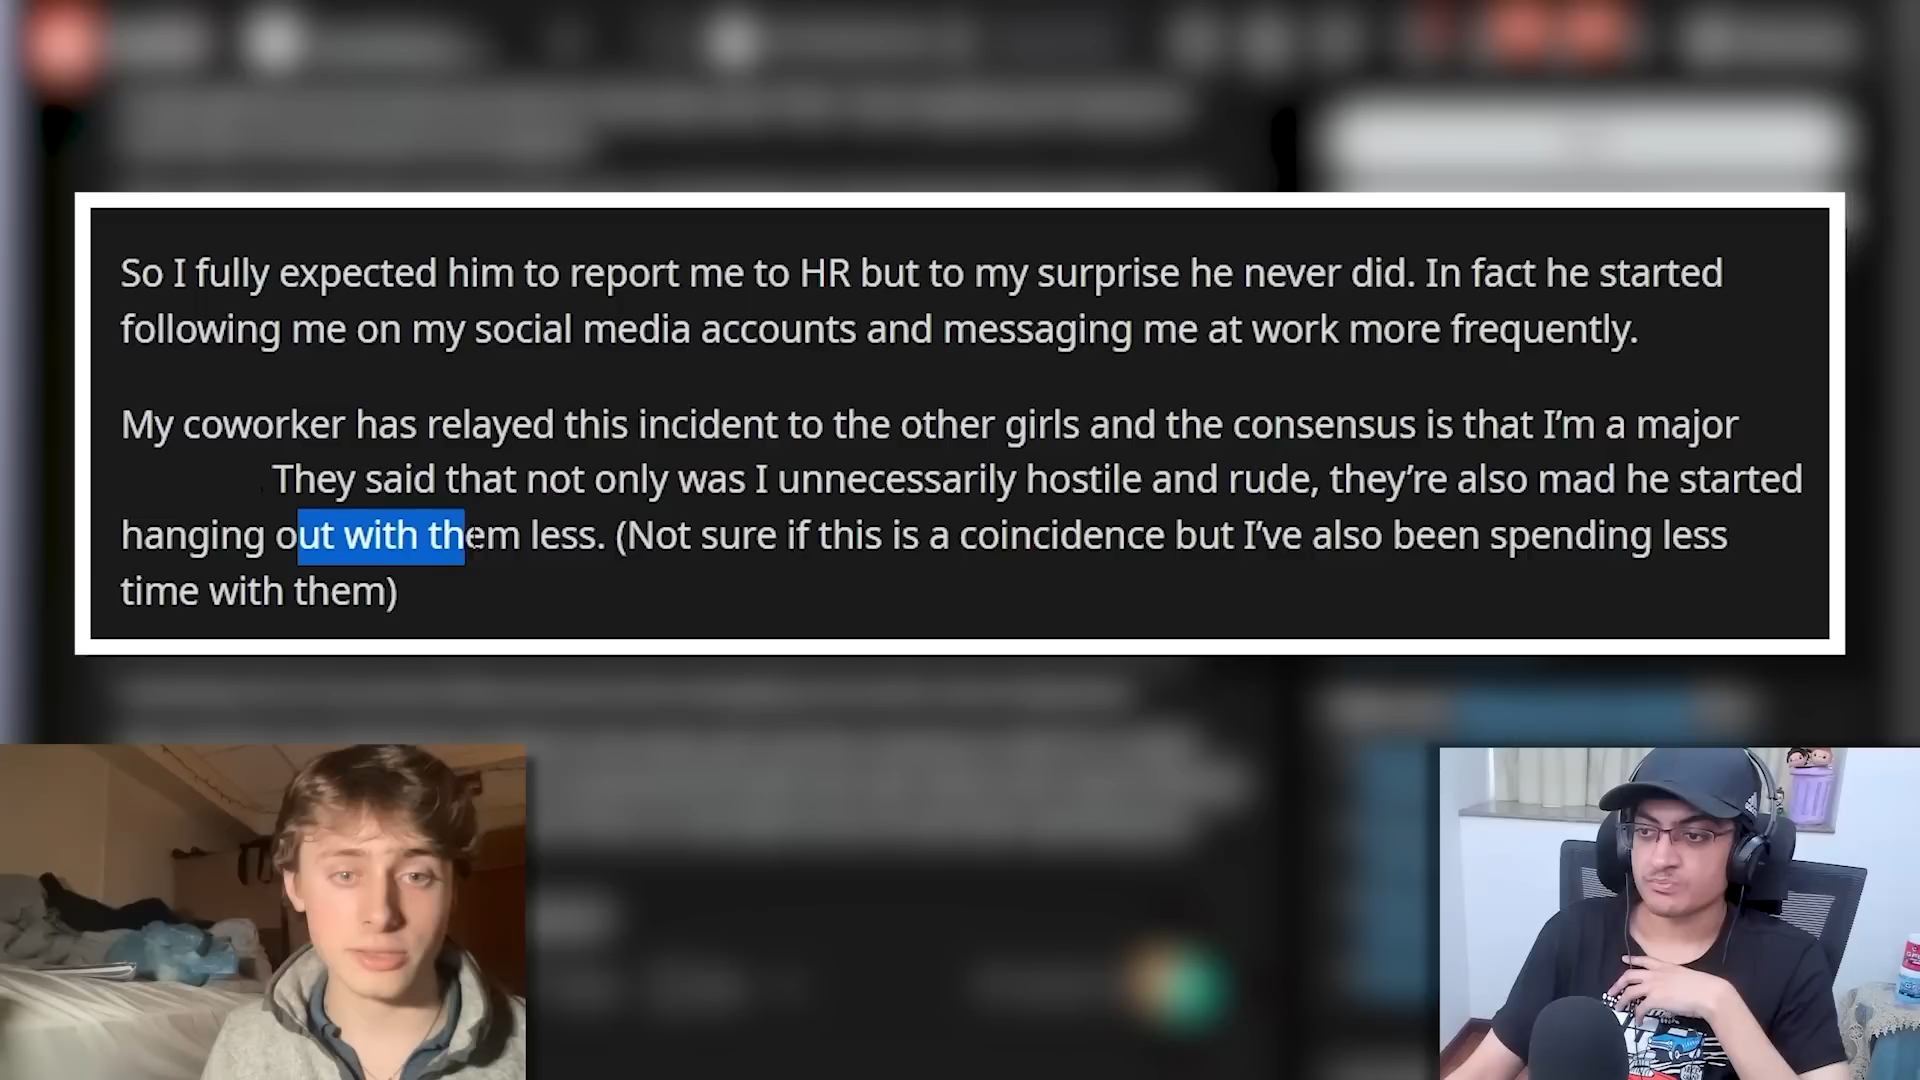 So I fully expected him to report me to HR but to my surprise he never did. In fact he started
following me on my social media accounts and messaging me at work more frequently.
My coworker has relayed this incident to the other girls and the consensus is that I’m a major
They said that not only was I unnecessarily hostile and rude, they’re also mad he started
hanging out with them less. (Not sure if this is a coincidence but I’ve also been spending less
time with them)